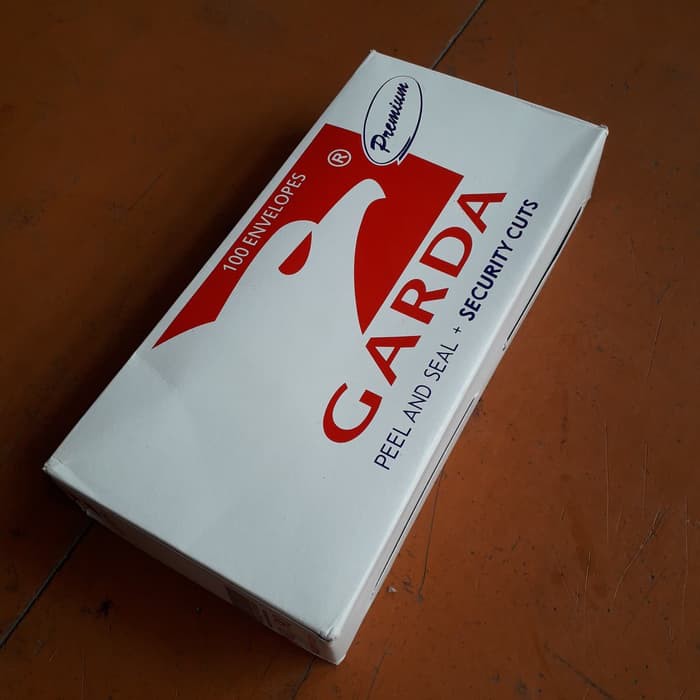 Premium
100 ENVELOPES ®
GARDA
PEEL AND SEAL + SECURITY CUTS